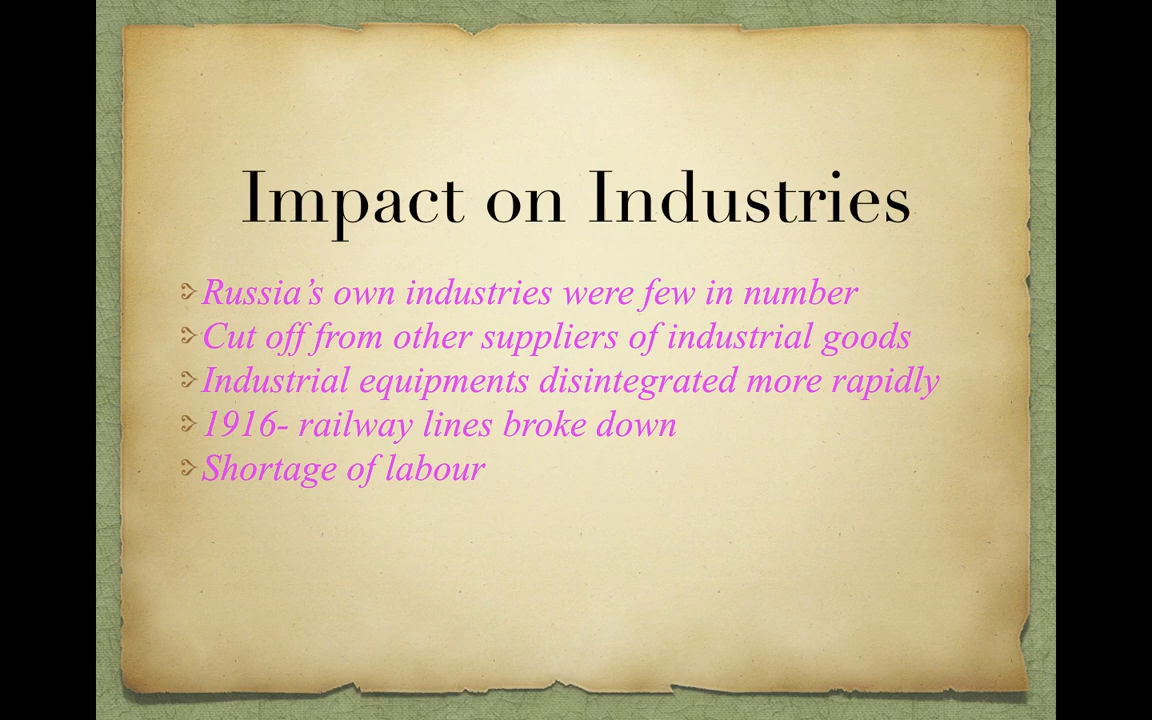 Impact on Industries
Russia’s own industries were few in number
Cut off from other suppliers of industrial goods
Industrial equipments disintegrated more rapidly
1916- railway lines broke down
Shortage of labour